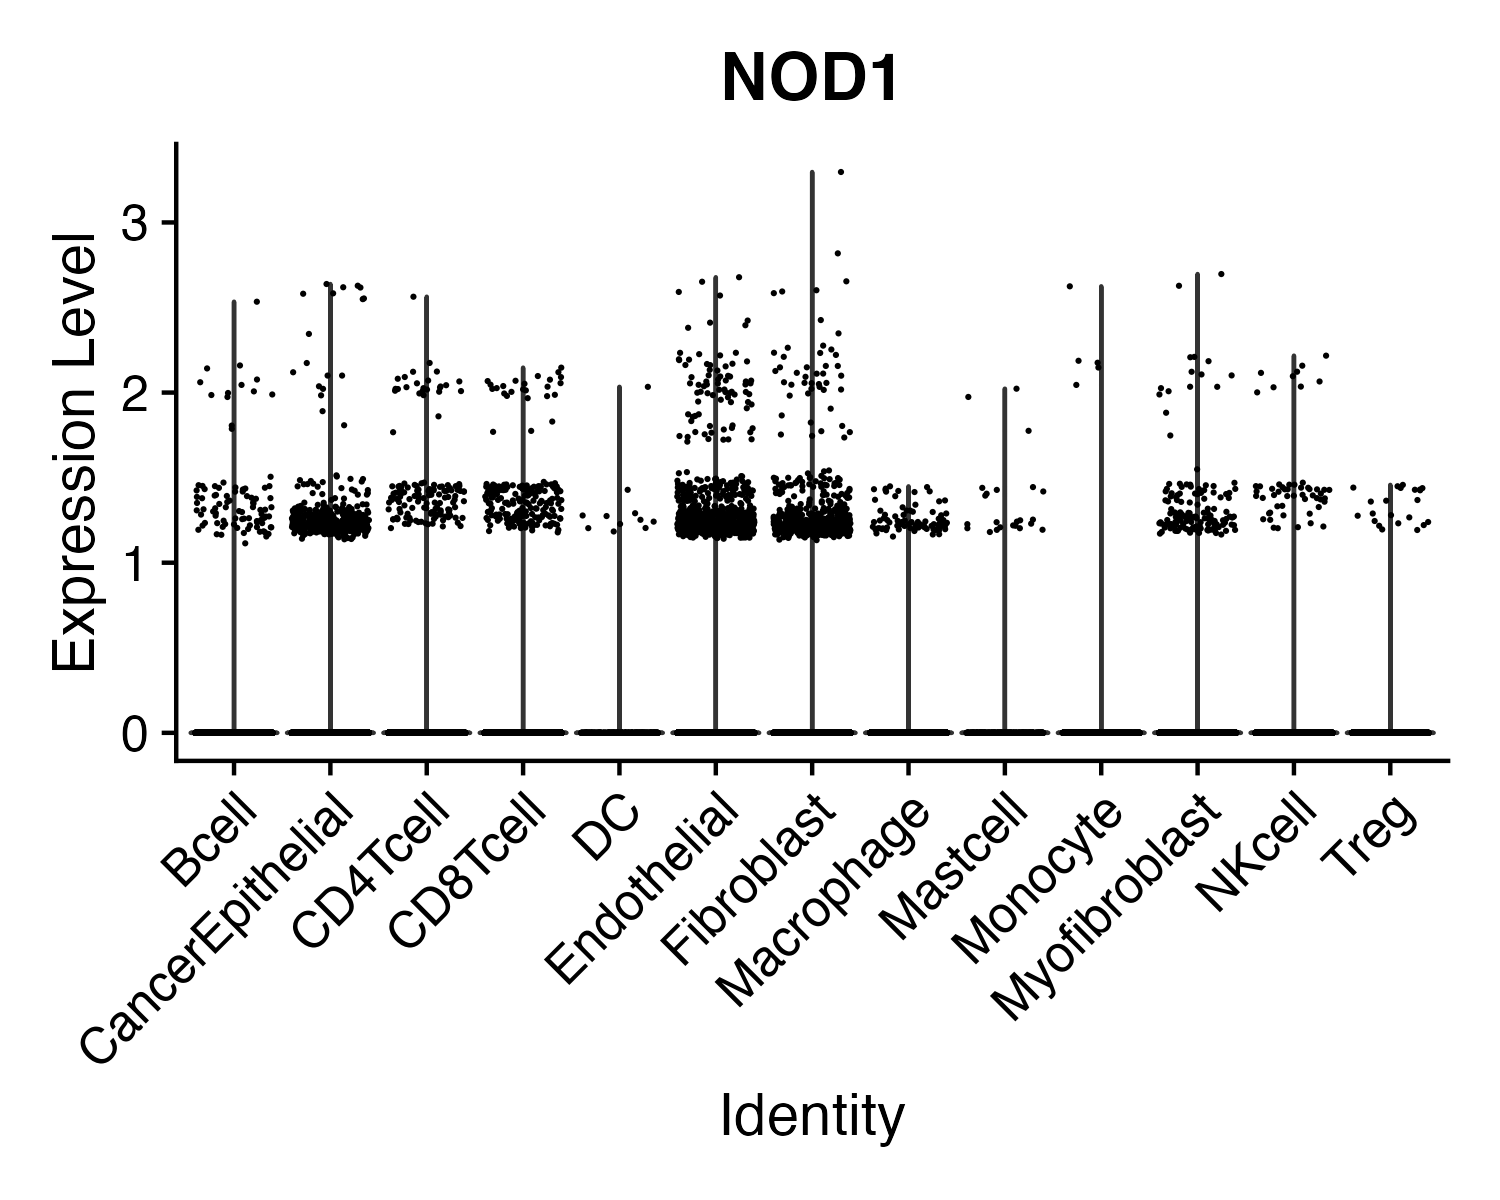 NOD1
Expression Level
3
2
1
0
Bcell
CancerEpithelial
CD4Tcell
CD8Tcell
DC
Endothelial
Fibroblast
Macrophage
Mastcell
Monocyte
Myofibroblast
NKcell
Treg
Identity